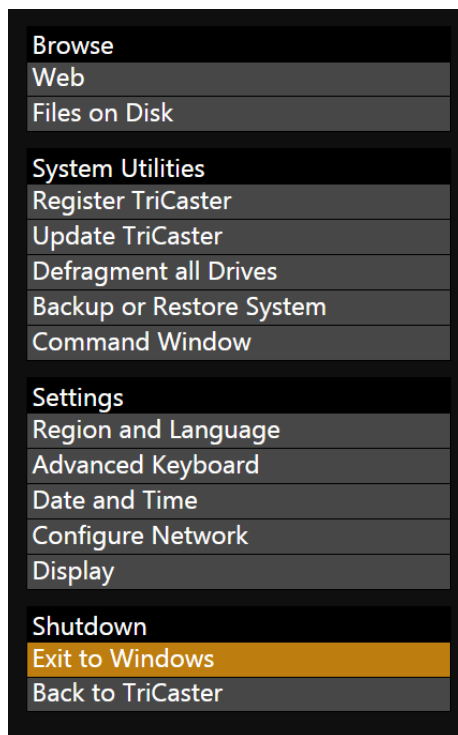 Browse
Web
Files on Disk
System Utilities
Register TriCaster
Update TriCaster
Defragment all Drives
Backup or Restore System
Command Window
Settings
Region and Language
Advanced Keyboard
Date and Time
Configure Network
Display
Shutdown
Exit to Windows
Back to TriCaster